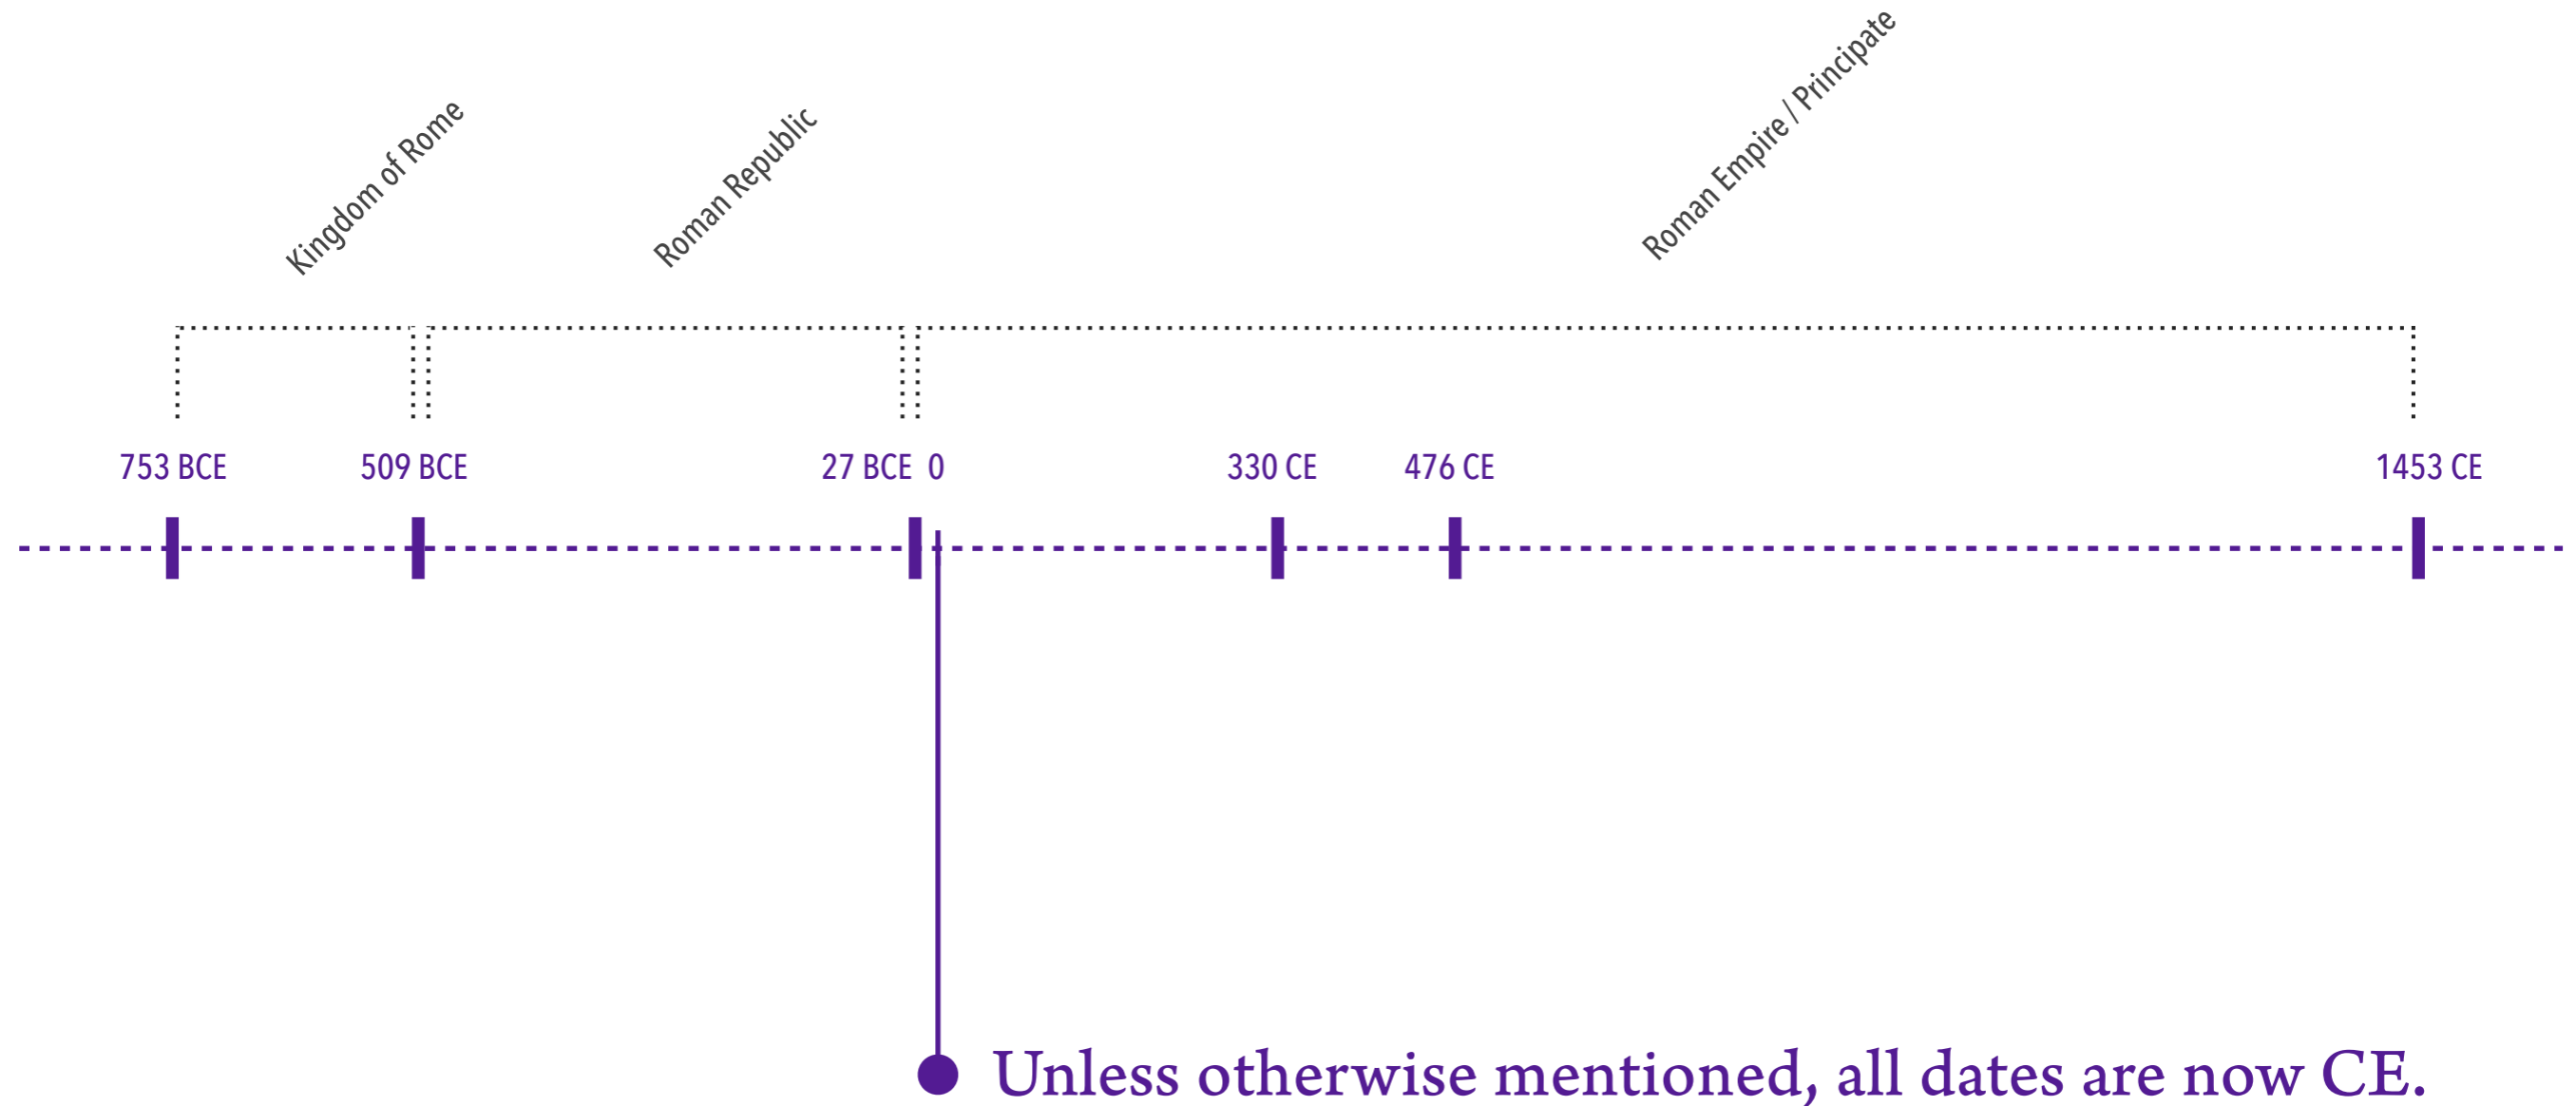 Kingdom of Rome
Roman Republic
Roman Empire / Principate
753 BCE
509 BCE
27 BCE
0
330 CE
476 CE
1453 CE
Unless otherwise mentioned, all dates are now CE.